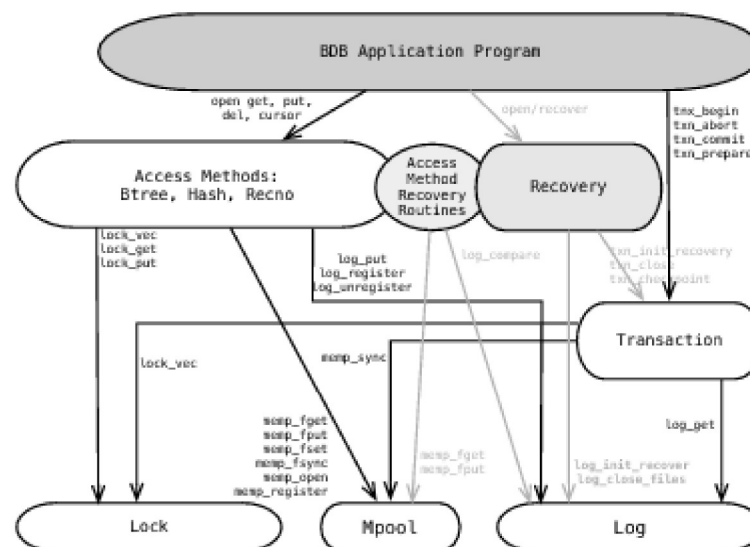 BDB Application Program
open get, put,
del, cursor
open/recover
tnx_begin
txn_abort
txn_commit
txn_prepare
Access Methods:
Btree, Hash, Recno
Access
Method
Recovery
Routines
Recovery
lock_vec
lock_get
lock_put
log_put
log_register
log_unregister
log_compare
txn_init_recovery
txn_close
txn_checkpoint
Transaction
lock_vec
memp_sync
log_get
memp_fget
memp_fput
memp_fset
memp_fsync
memp_open
memp_register
memp_fget
memp_fput
log_init_recover
log_close_files
Lock
Mpool
Log